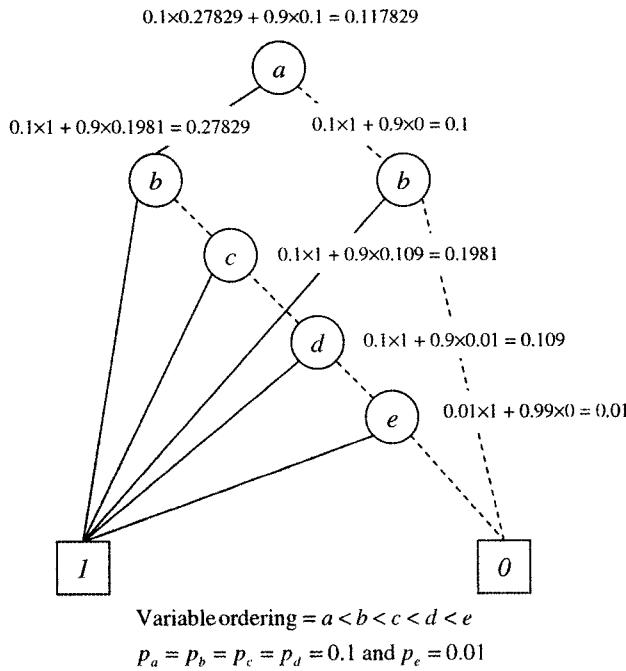 0.1×0.27829 + 0.9×0.1 = 0.117829
a
0.1×1 + 0.9×0.1981 = 0.27829
0.1×1 + 0.9×0 = 0.1
b
b
c
0.1×1 + 0.9×0.109 = 0.1981
d
0.1×1 + 0.9×0.01 = 0.109
e
0.01×1 + 0.99×0 = 0.01
1
0
Variable ordering = a < b < c < d < e
p_a = p_b = p_c = p_d = 0.1 and p_e = 0.01